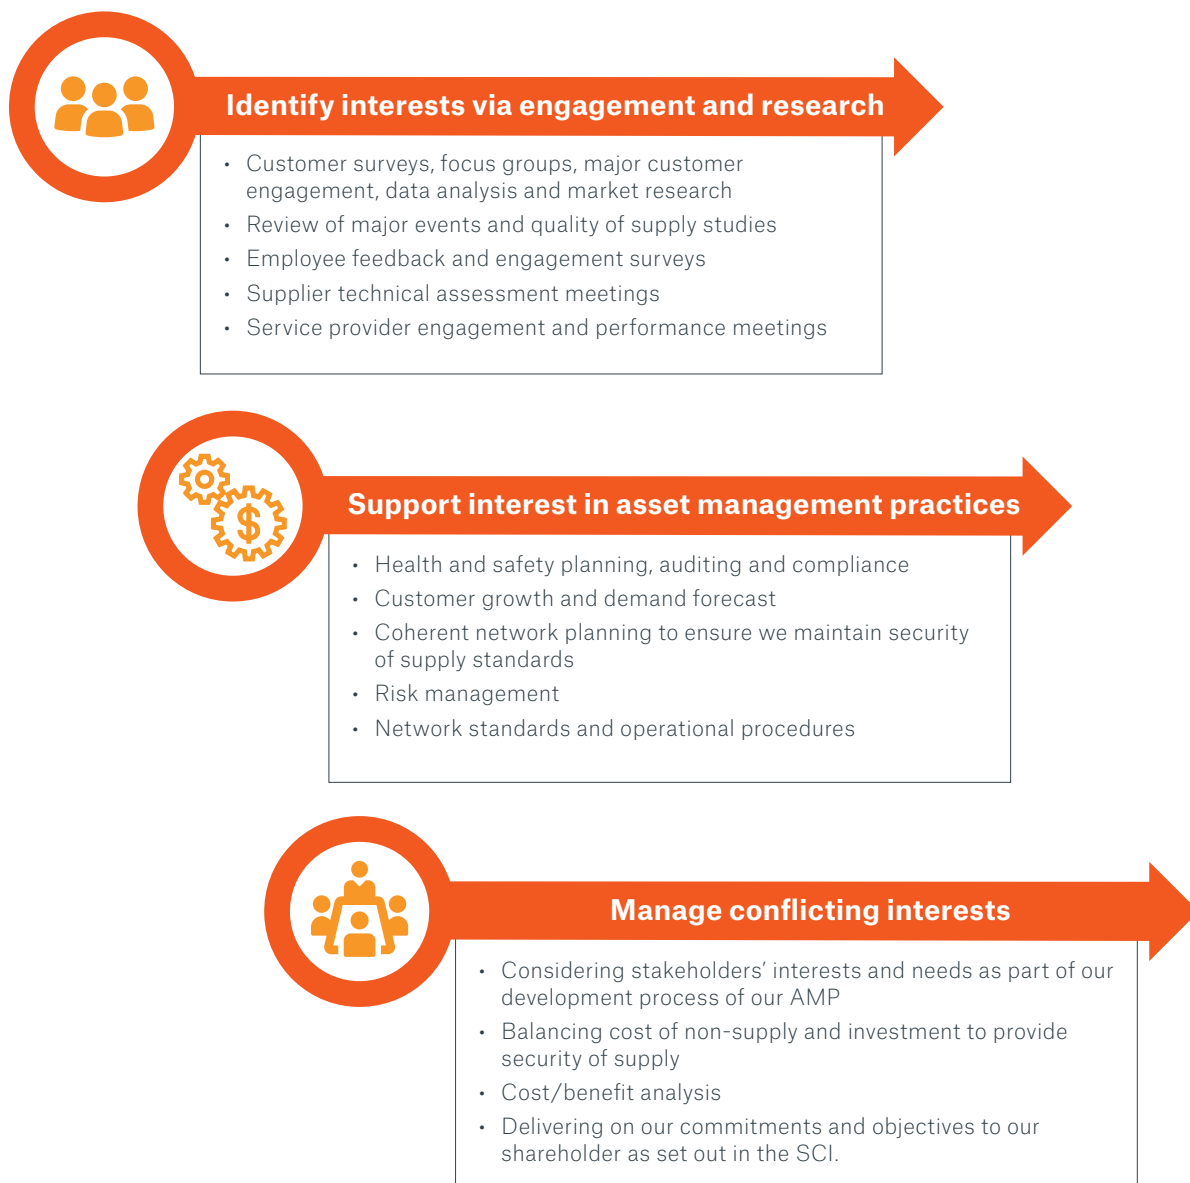 Identify interests via engagement and research
• Customer surveys, focus groups, major customer
engagement, data analysis and market research
• Review of major events and quality of supply studies
• Employee feedback and engagement surveys
• Supplier technical assessment meetings
• Service provider engagement and performance meetings
$
Support interest in asset management practices
• Health and safety planning, auditing and compliance
• Customer growth and demand forecast
• Coherent network planning to ensure we maintain security
of supply standards
• Risk management
• Network standards and operational procedures
Manage conflicting interests
• Considering stakeholders’ interests and needs as part of our
development process of our AMP
• Balancing cost of non-supply and investment to provide
security of supply
• Cost/benefit analysis
• Delivering on our commitments and objectives to our
shareholder as set out in the SCI.